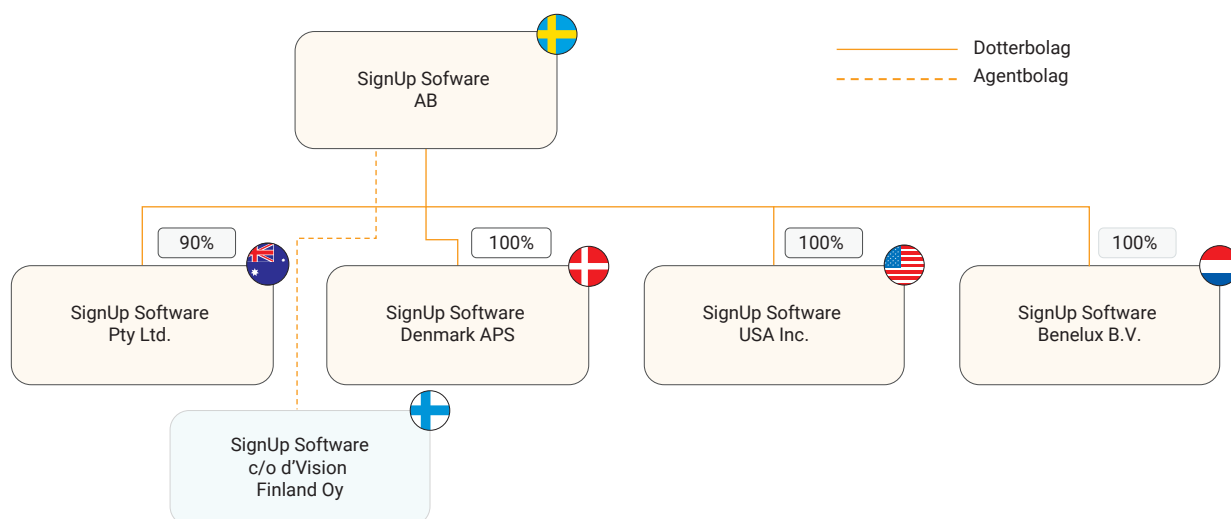 SignUp Sofware
AB
Dotterbolag
Agentbolag
90%
100%
100%
100%
SignUp Software
Pty Ltd.
SignUp Software
Denmark APS
SignUp Software
USA Inc.
SignUp Software
Benelux B.V.
SignUp Software
c/o d’Vision
Finland Oy